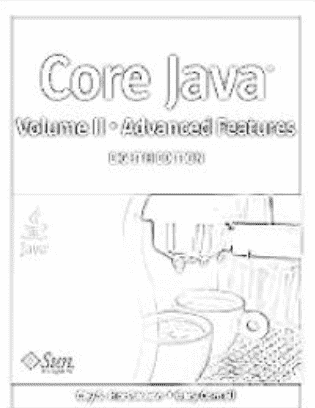 Core Java®
Volume II • Advanced Features
EIGHTH EDITION
Java
Sun